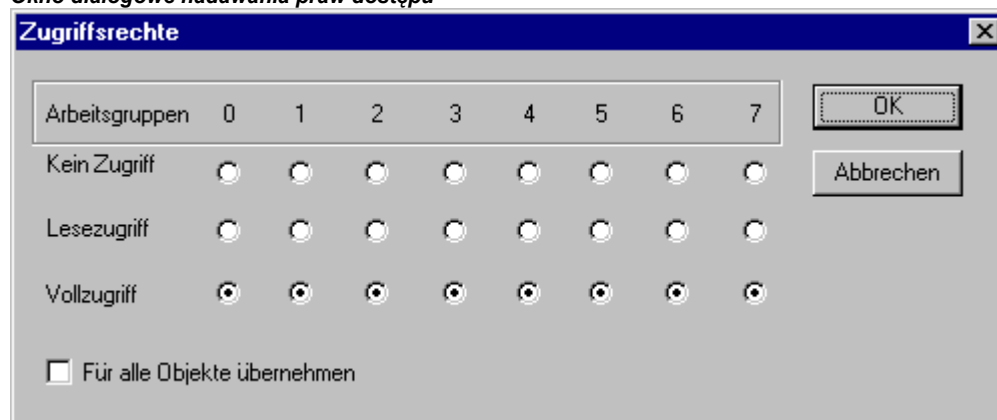 Okno dialogowe nadawania praw dostępu
Zugriffsrechte
Arbeitsgruppen 0 1 2 3 4 5 6 7
OK
Kein Zugriff
Abbrechen
Lesezugriff
Vollzugriff
Für alle Objekte übernehmen